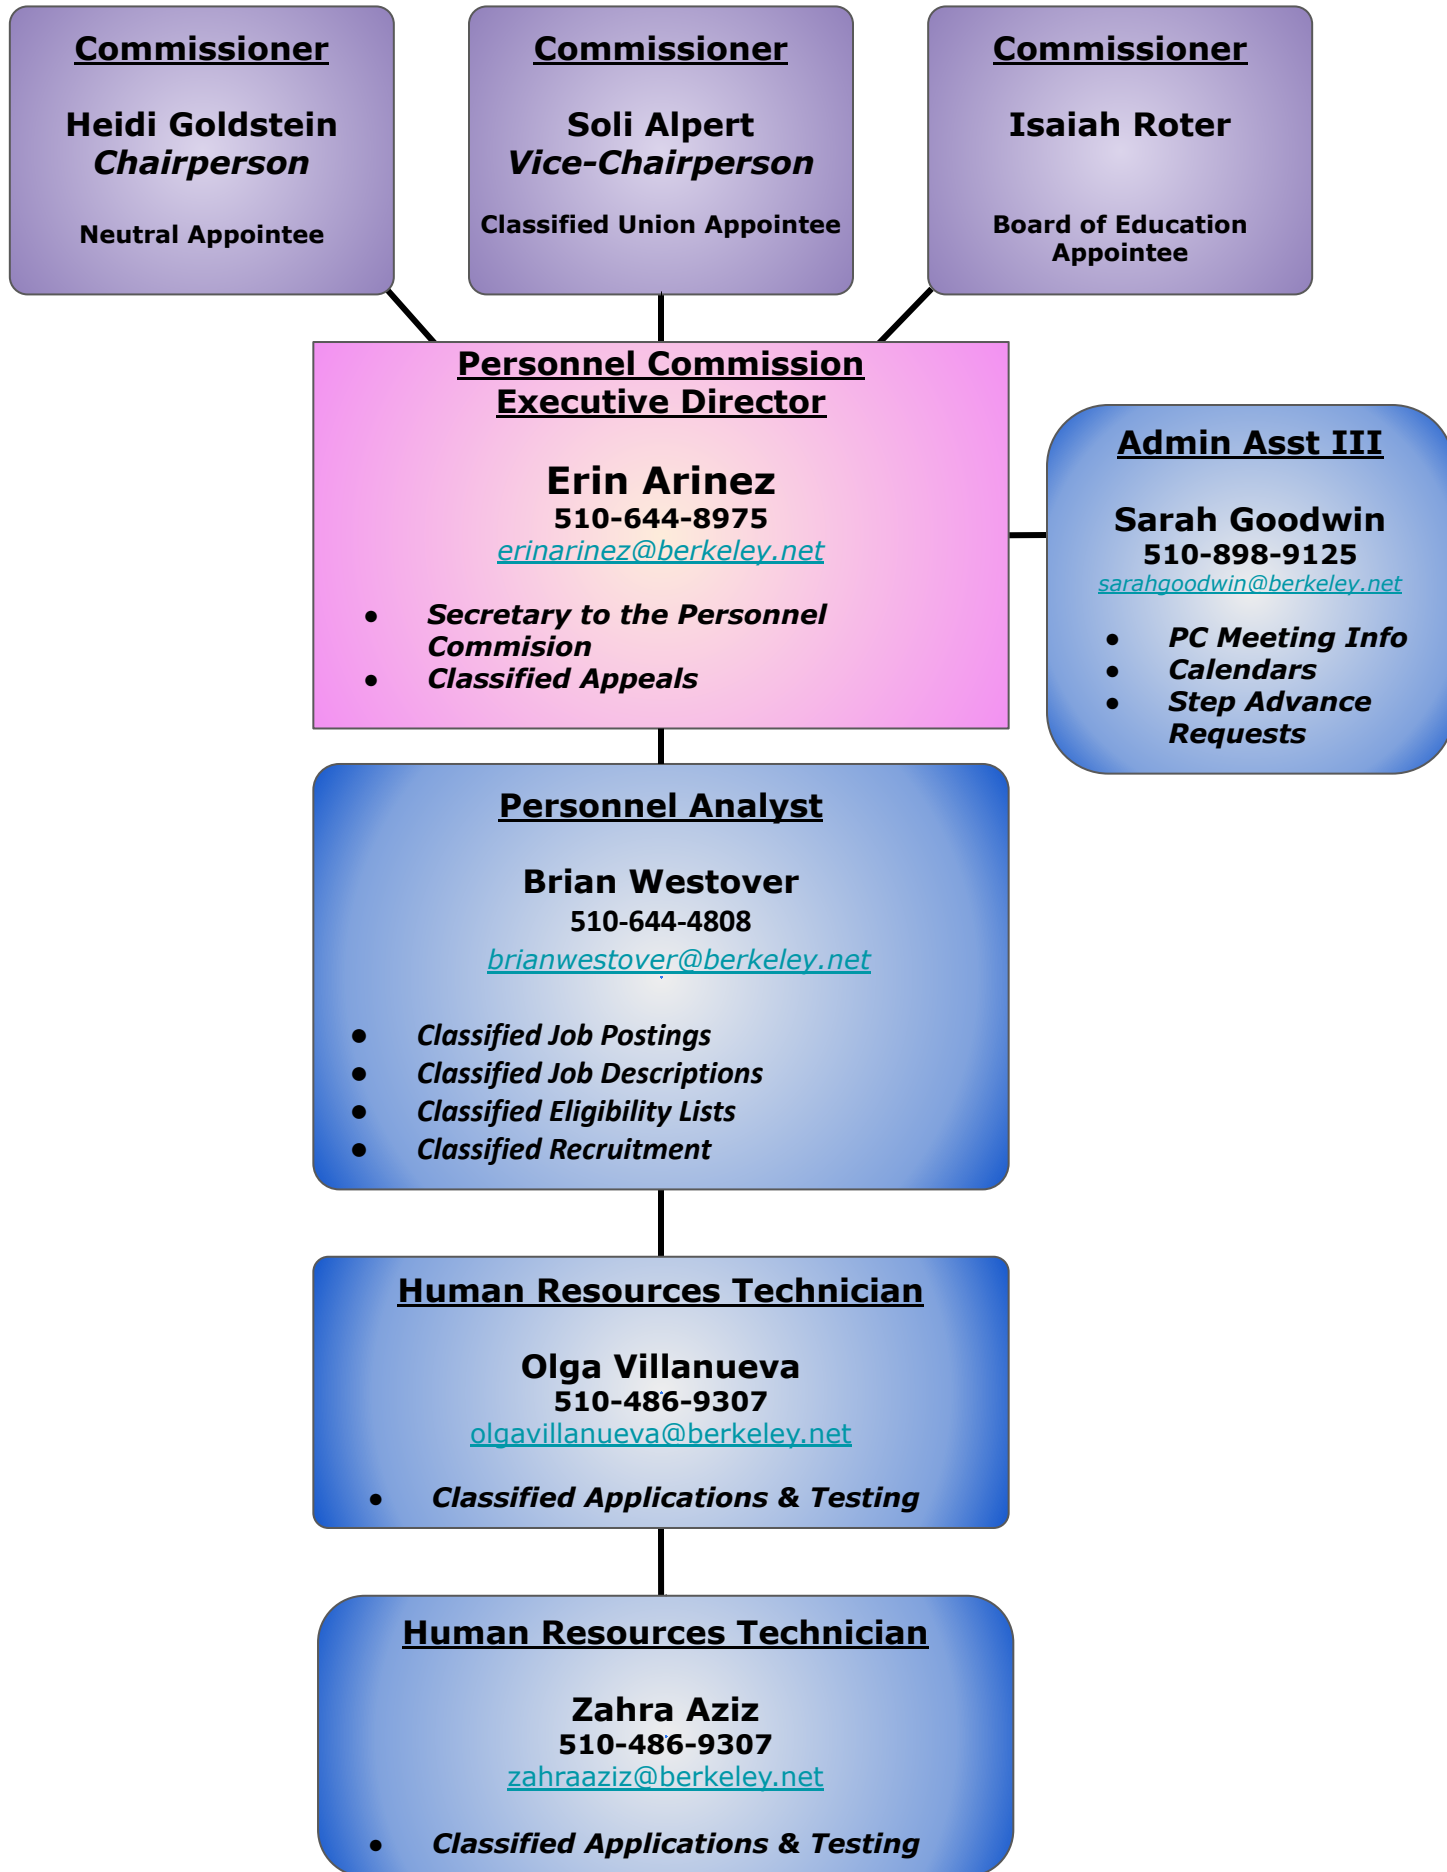 Commissioner
Heidi Goldstein
Chairperson
Neutral Appointee
Commissioner
Soli Alpert
Vice-Chairperson
Classified Union Appointee
Commissioner
Isaiah Roter
Board of Education
Appointee
Personnel Commission
Executive Director
Erin Arinez
510-644-8975
erinarinez@berkeley.net
● Secretary to the Personnel
Commision
● Classified Appeals
Admin Asst III
Sarah Goodwin
510-898-9125
sarahgoodwin@berkeley.net
● PC Meeting Info
● Calendars
● Step Advance
Requests
Personnel Analyst
Brian Westover
510-644-4808
brianwestover@berkeley.net
● Classified Job Postings
● Classified Job Descriptions
● Classified Eligibility Lists
● Classified Recruitment
Human Resources Technician
Olga Villanueva
510-486-9307
olgavillanueva@berkeley.net
● Classified Applications & Testing
Human Resources Technician
Zahra Aziz
510-486-9307
zahraaziz@berkeley.net
● Classified Applications & Testing